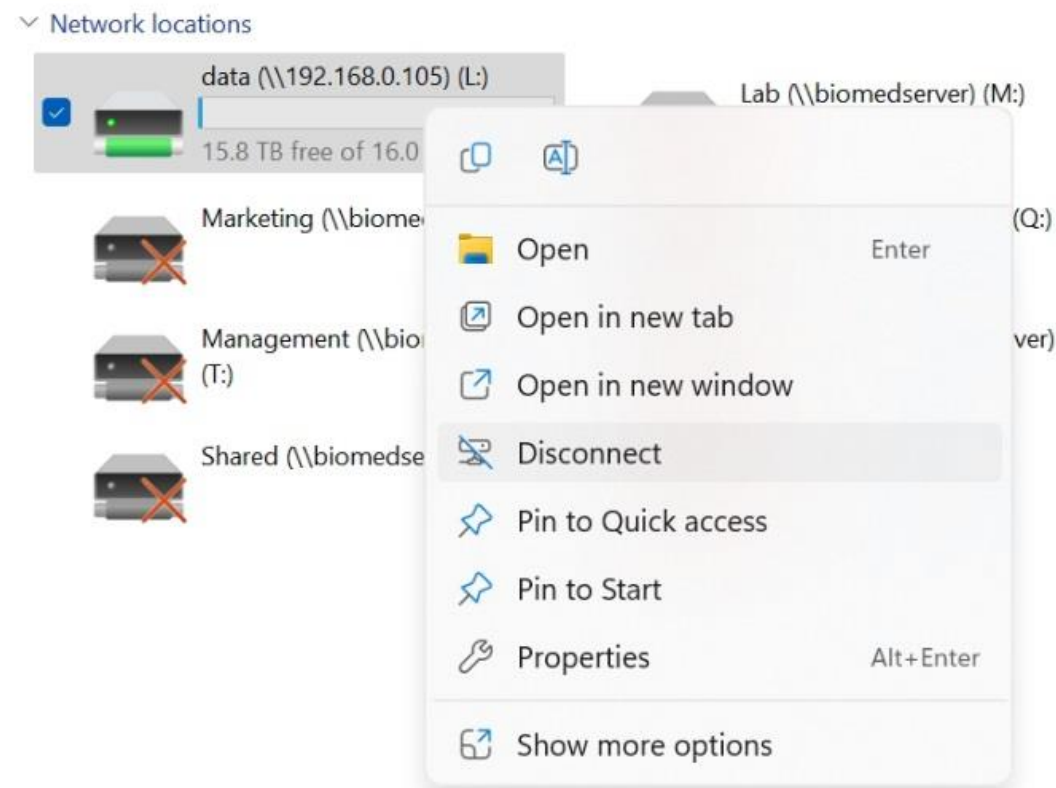 Network locations
data (\\192.168.0.105) (L:)
15.8 TB free of 16.0
Lab (\\biomedserver) (M:)
Marketing (\\biome
(Q:)
Management (\\bio
(T:)
ver)
Shared (\\biomedse
A
Open Enter
Open in new tab
Open in new window
Disconnect
Pin to Quick access
Pin to Start
Properties Alt+Enter
Show more options